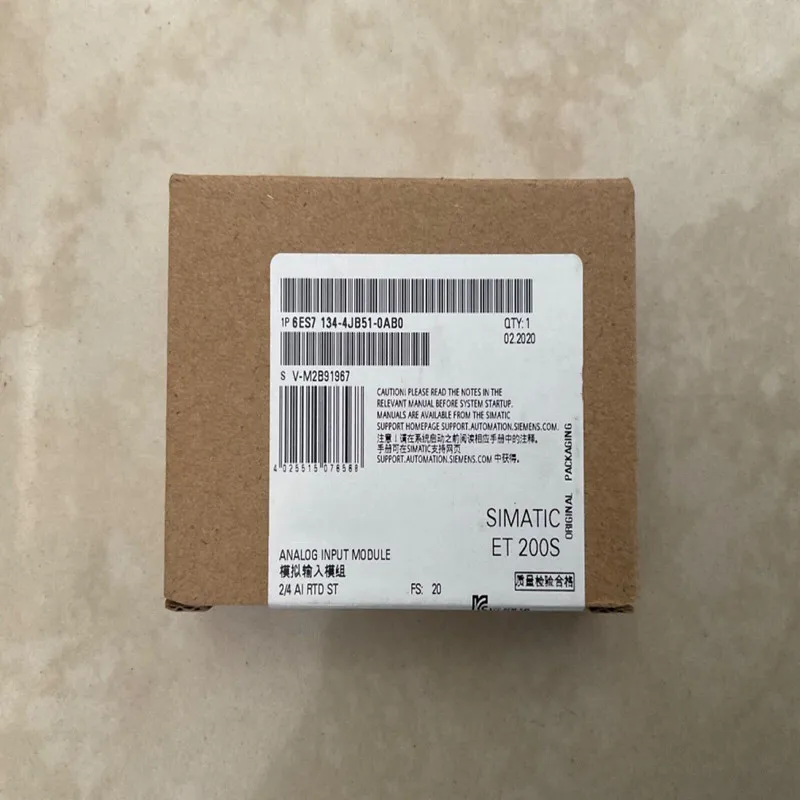 1P 6ES7 134-4JB51-0AB0
QTY: 1
02.2020
S V-M2B91967
CAUTION! PLEASE READ THE NOTES IN THE
RELEVANT MANUAL BEFORE SYSTEM STARTUP.
MANUALS ARE AVAILABLE FROM THE SIMATIC
SUPPORT HOMEPAGE SUPPORT.AUTOMATION.SIEMENS.COM.
注意！请在系统启动之前阅读相应手册中的注释。
手册可在SIMATIC支持网页
SUPPORT.AUTOMATION.SIEMENS.COM 中获得。
4 025515 078568
ORIGINAL PACKAGING
SIMATIC
ET 200S
ANALOG INPUT MODULE
模拟输入模组
2/4 AI RTD ST
FS: 20
质量检验合格